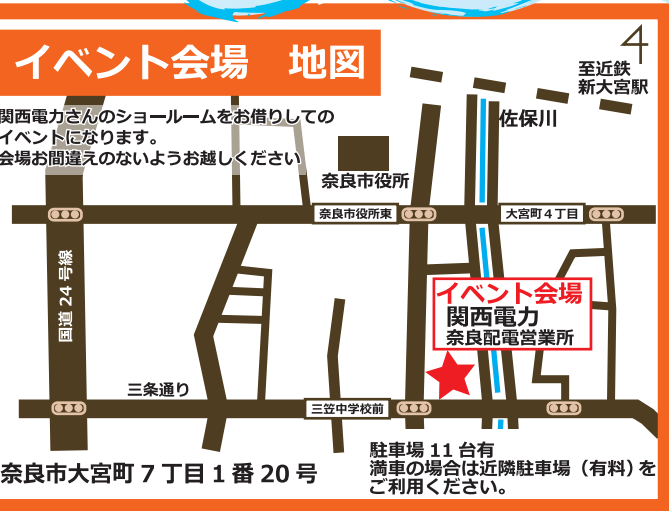 イベント会場　地図
至近鉄
新大宮駅
関西電力さんのショールームをお借りしての
イベントになります。
会場お間違えのないようお越しください
佐保川
奈良市役所
奈良市役所東
大宮町４丁目
国道 24 号線
イベント会場
関西電力
奈良配電営業所
三条通り
三笠中学校前
駐車場 11 台有
満車の場合は近隣駐車場（有料）を
ご利用ください。
奈良市大宮町 7 丁目 1 番 20 号